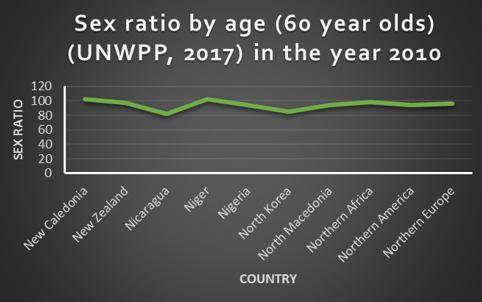 Sex ratio by age (60 year olds)
(UNWPP, 2017) in the year 2010
SEX RATIO
120
100
80
60
40
20
0
New Caledonia
New Zealand
Nicaragua
Niger
Nigeria
North Korea
North Macedonia
Northern Africa
Northern America
Northern Europe
COUNTRY